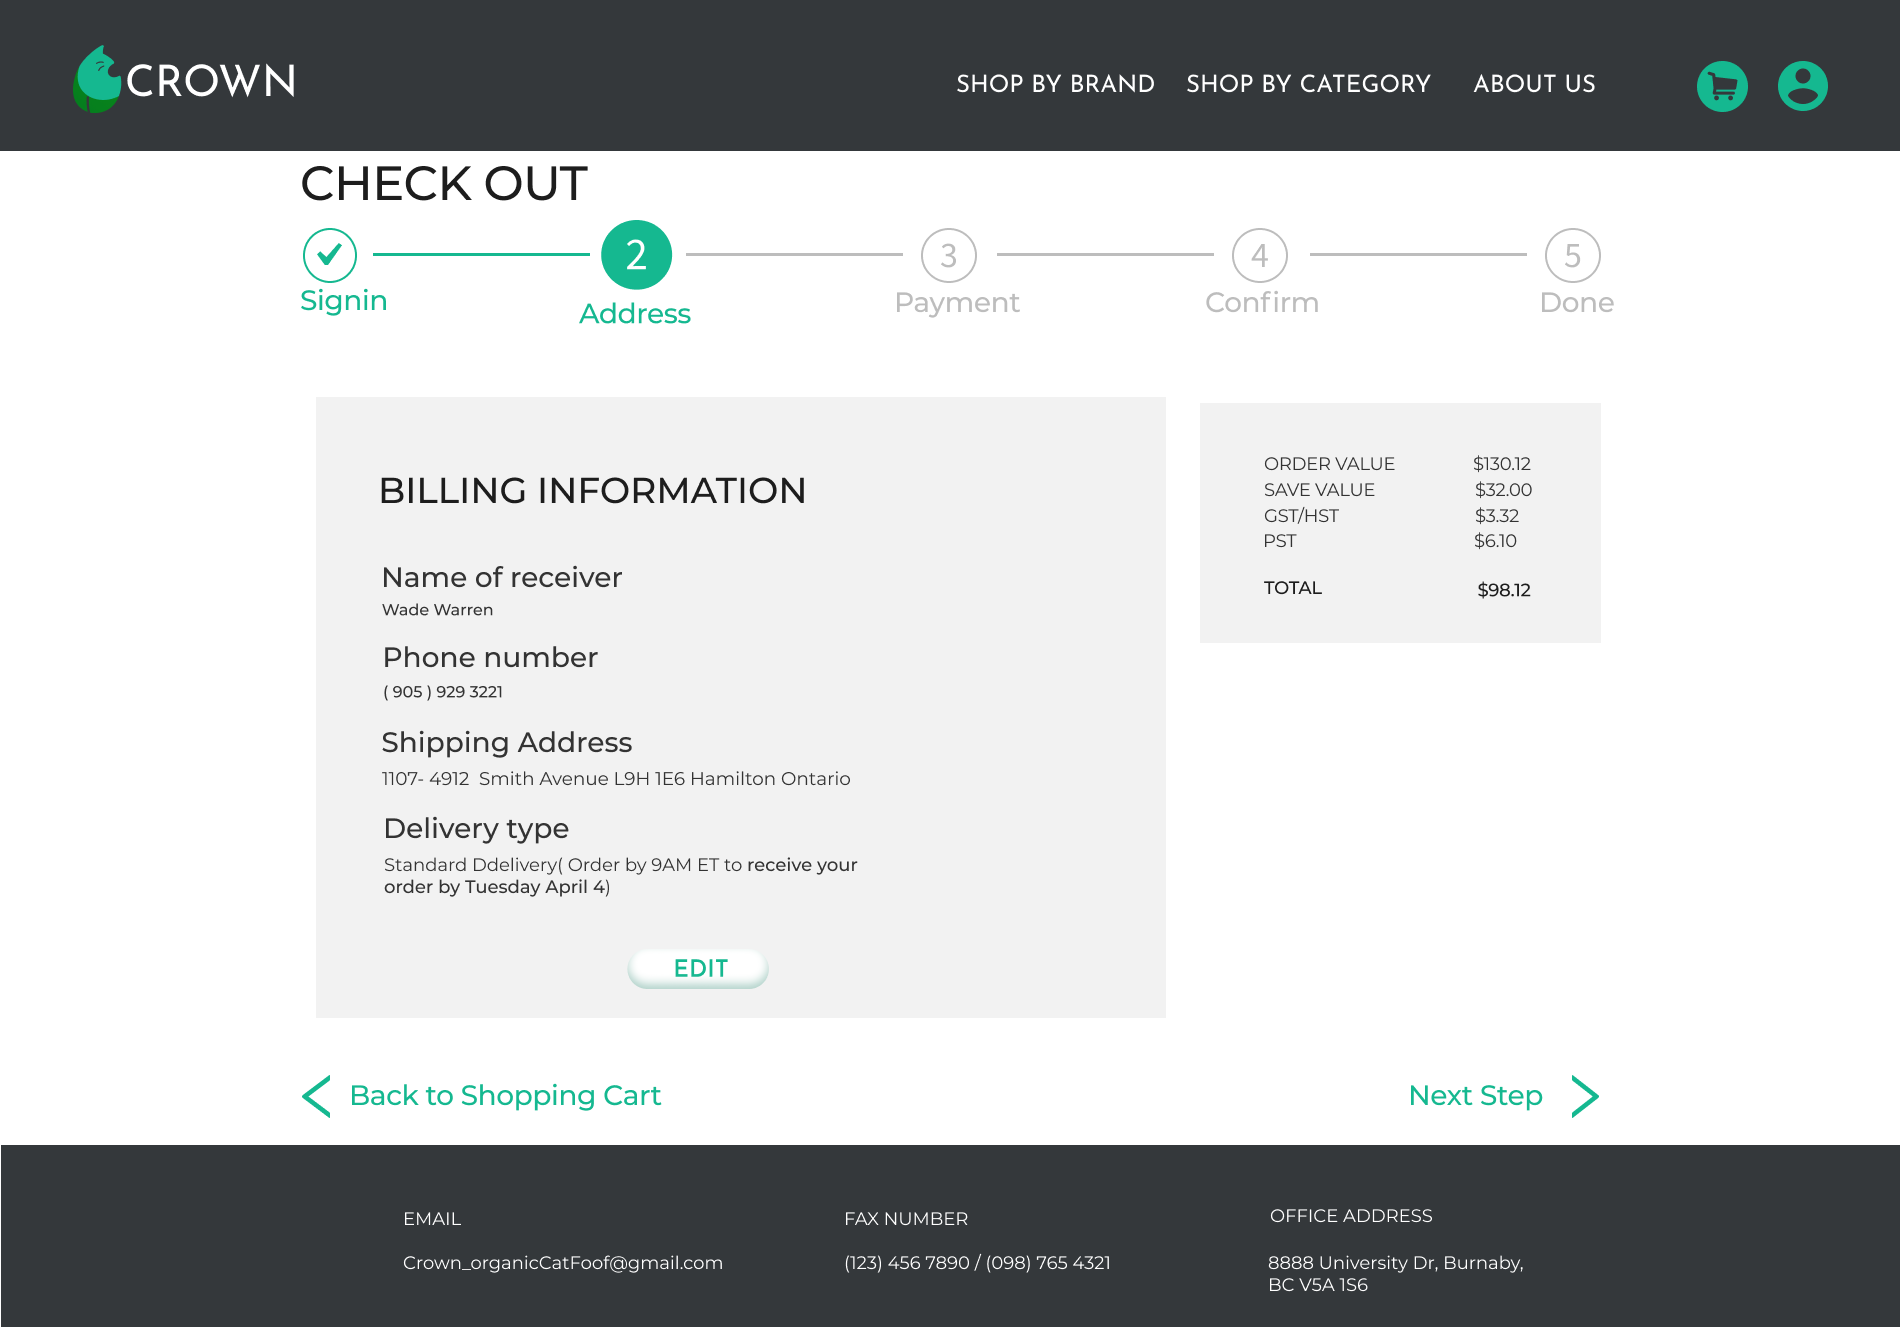 CROWN
SHOP BY BRAND SHOP BY CATEGORY ABOUT US
CHECK OUT
2 3 4 5
Signin Address Payment Confirm Done
BILLING INFORMATION
Name of receiver
Wade Warren
Phone number
( 905 ) 929 3221
Shipping Address
1107- 4912  Smith Avenue L9H 1E6 Hamilton Ontario
Delivery type
Standard Ddelivery( Order by 9AM ET to receive your
order by Tuesday April 4)
EDIT
ORDER VALUE $130.12
SAVE VALUE $32.00
GST/HST $3.32
PST $6.10
TOTAL $98.12
Back to Shopping Cart
Next Step
EMAIL
Crown_organicCatFoof@gmail.com
FAX NUMBER
(123) 456 7890 / (098) 765 4321
OFFICE ADDRESS
8888 University Dr, Burnaby,
BC V5A 1S6